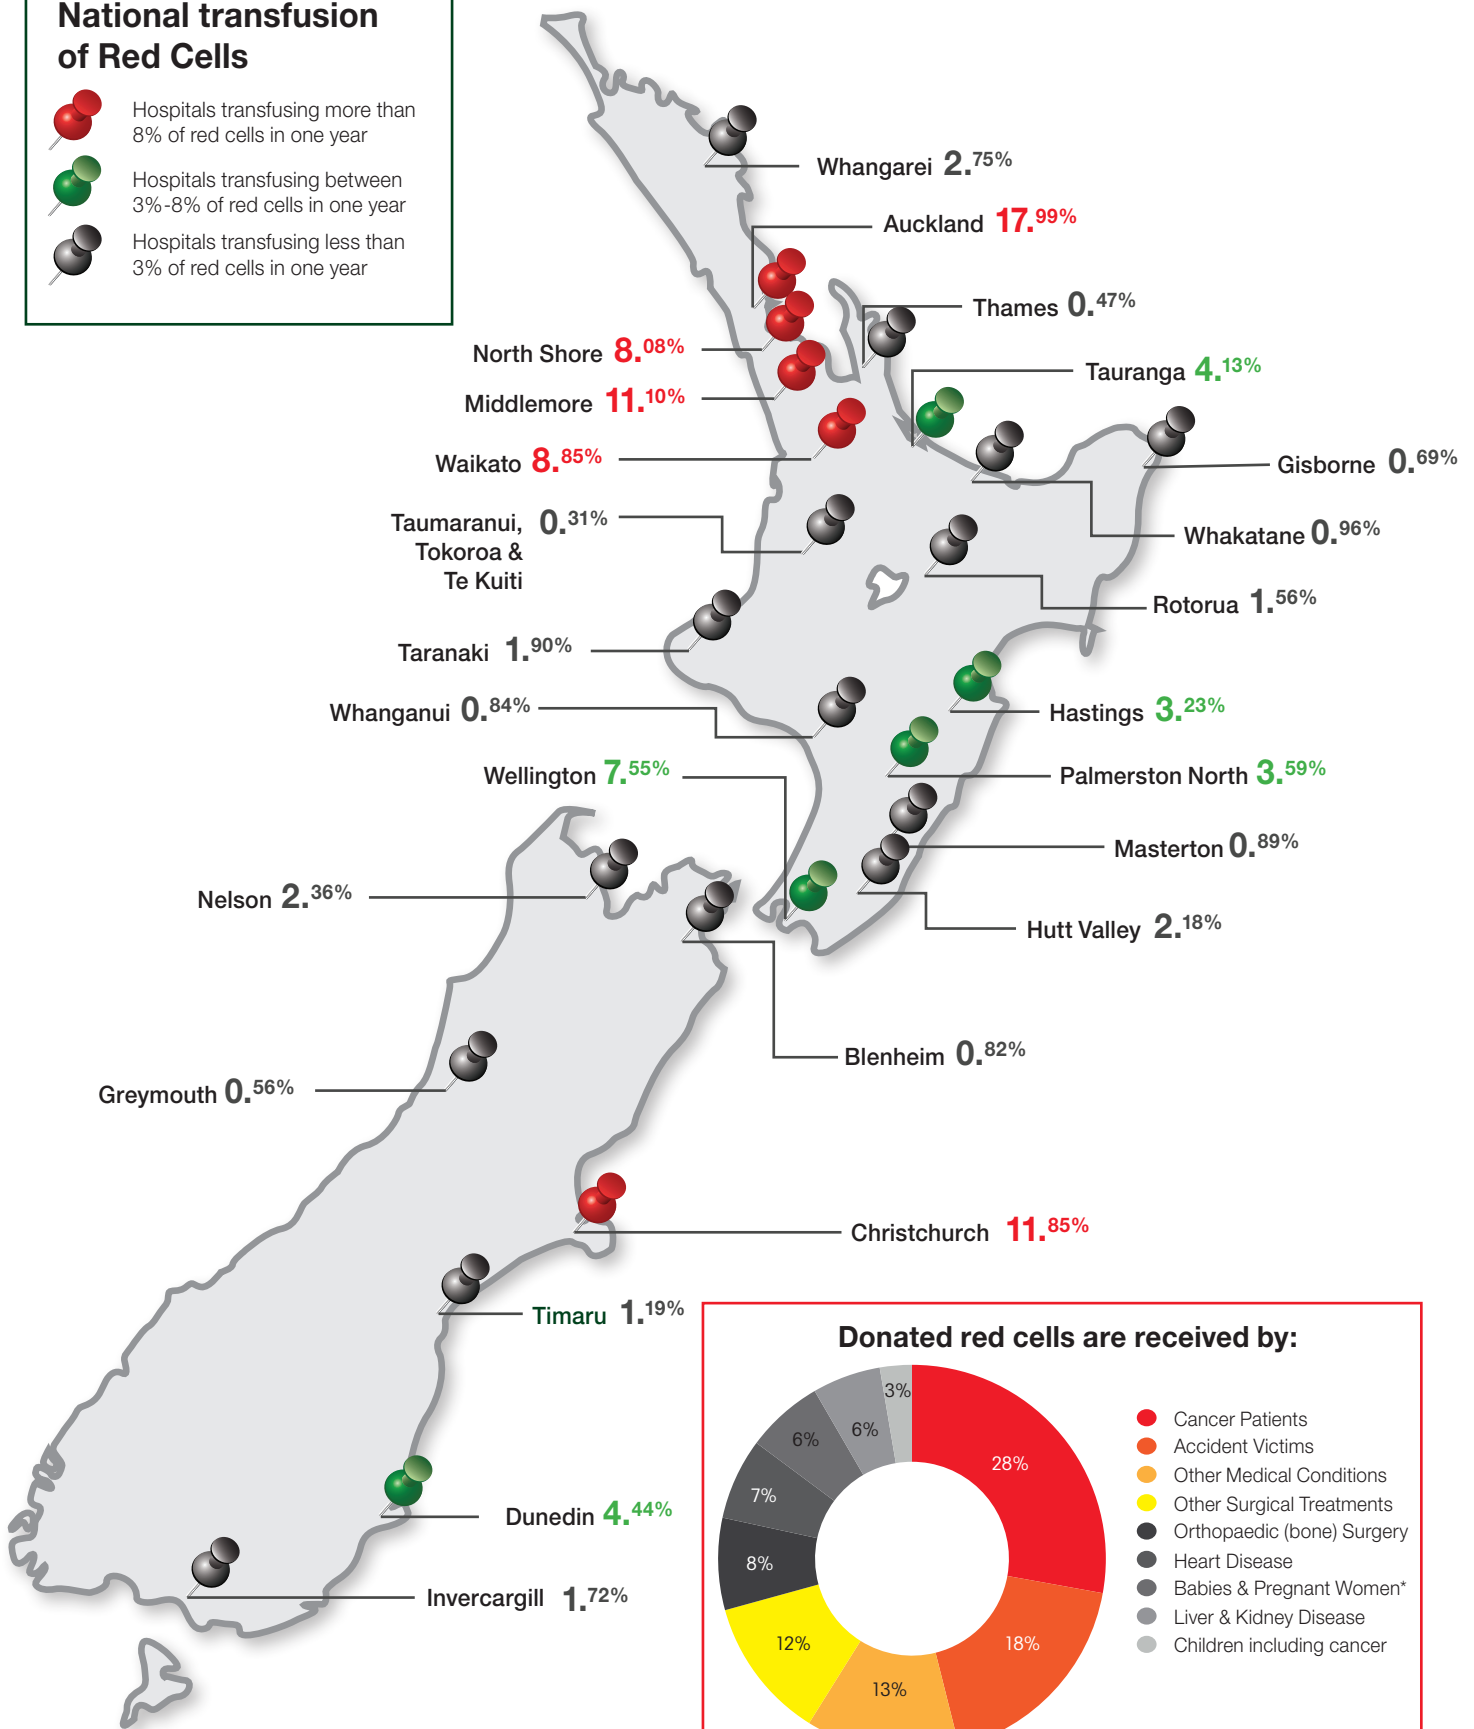 National transfusion
of Red Cells
Hospitals transfusing more than
8% of red cells in one year
Hospitals transfusing between
3%-8% of red cells in one year
Hospitals transfusing less than
3% of red cells in one year
Whangarei 2.75%
Auckland 17.99%
Thames 0.47%
North Shore 8.08%
Tauranga 4.13%
Middlemore 11.10%
Waikato 8.85%
Gisborne 0.69%
Taumaranui, 0.31%
Tokoroa &
Te Kuiti
Whakatane 0.96%
Rotorua 1.56%
Taranaki 1.90%
Whanganui 0.84%
Hastings 3.23%
Wellington 7.55%
Palmerston North 3.59%
Masterton 0.89%
Nelson 2.36%
Hutt Valley 2.18%
Blenheim 0.82%
Greymouth 0.56%
Christchurch 11.85%
Timaru 1.19%
Dunedin 4.44%
Invercargill 1.72%
Donated red cells are received by:
28%
18%
13%
12%
8%
7%
6%
6%
3%
Cancer Patients
Accident Victims
Other Medical Conditions
Other Surgical Treatments
Orthopaedic (bone) Surgery
Heart Disease
Babies & Pregnant Women*
Liver & Kidney Disease
Children including cancer